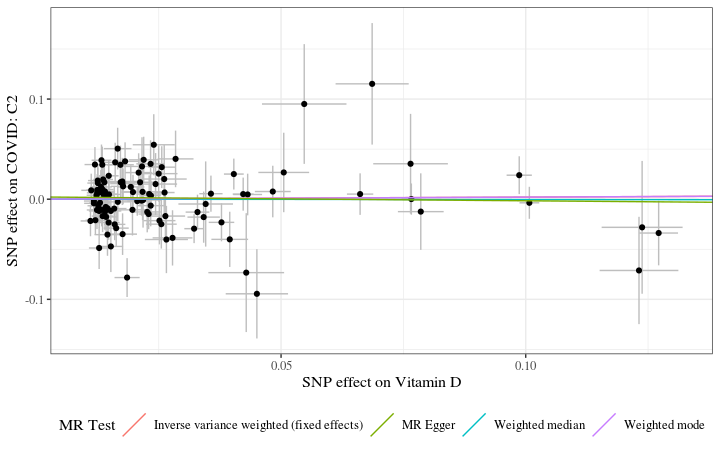 SNP effect on COVID: C2
0.1
0.0
-0.1
0.05
0.10
SNP effect on Vitamin D
MR Test
Inverse variance weighted (fixed effects)
MR Egger
Weighted median
Weighted mode